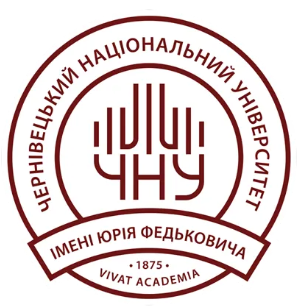 ЧЕРНІВЕЦЬКИЙ НАЦІОНАЛЬНИЙ УНІВЕРСИТЕТ
ЧНУ
ІМЕНІ ЮРІЯ ФЕДЬКОВИЧА
• 1875 •
VIVAT ACADEMIA